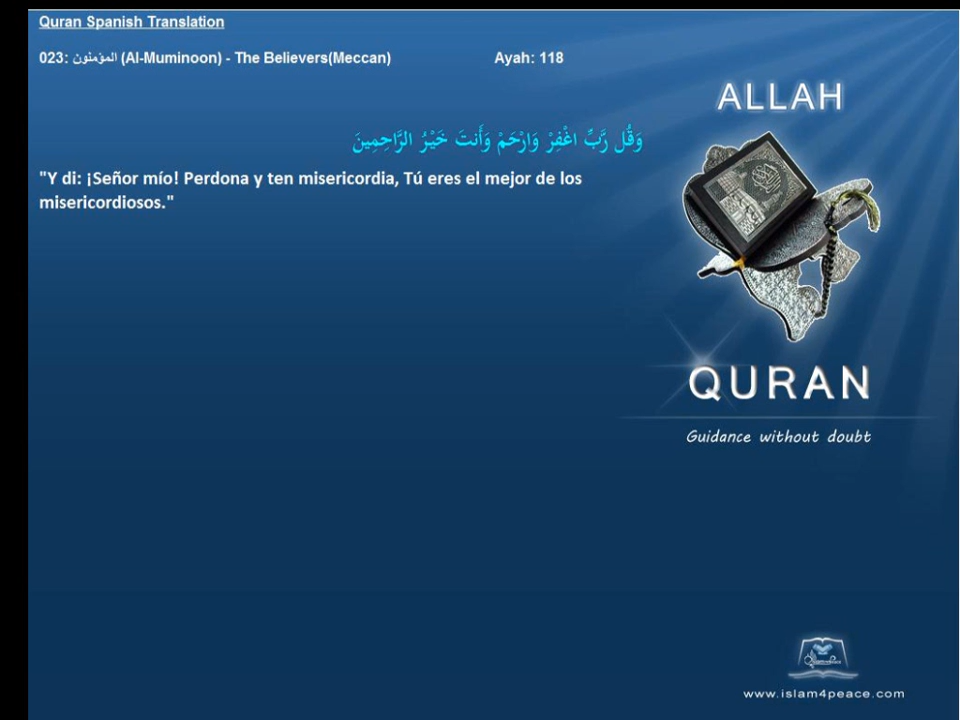 Quran Spanish Translation
023: المؤمنون (Al-Muminoon) - The Believers(Meccan) Ayah: 118
ALLAH
وَقُل رَّبِّ اغْفِرْ وَارْحَمْ وَأَنتَ خَيْرُ الرَّاحِمِينَ
"Y di: ¡Señor mío! Perdona y ten misericordia, Tú eres el mejor de los
misericordiosos."
QURAN
Guidance without doubt
www.islam4peace.com